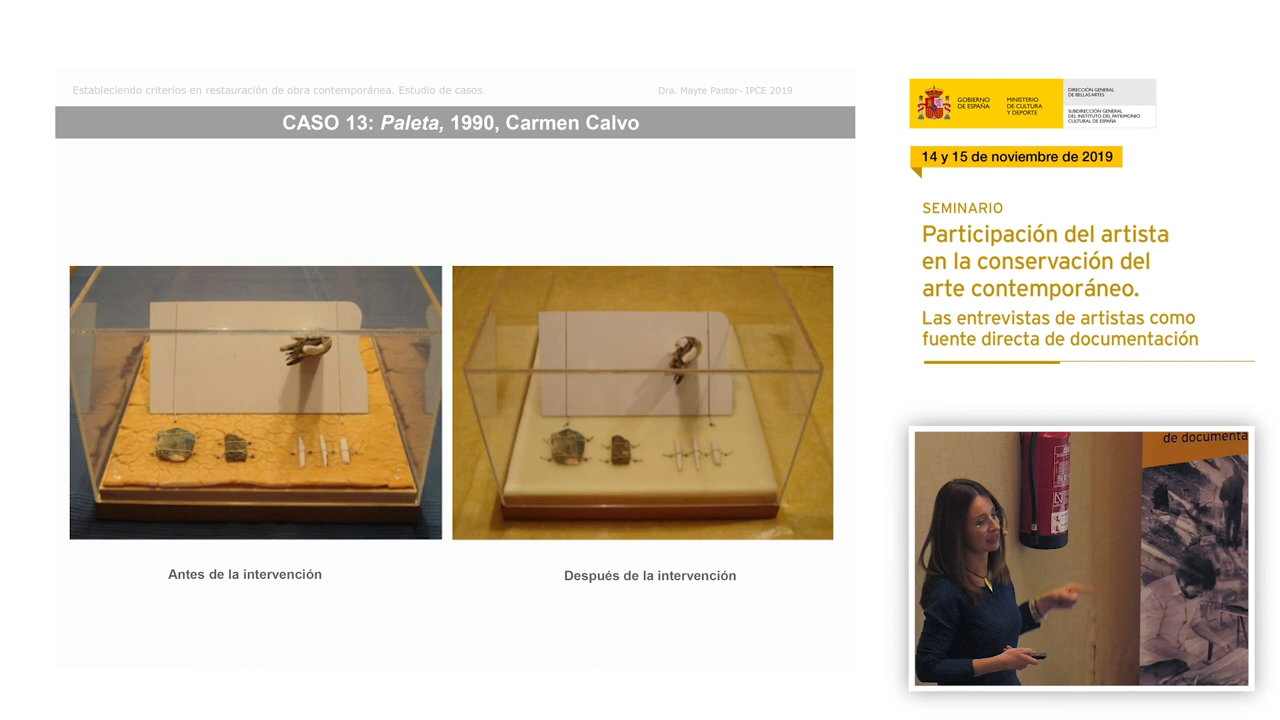 Estableciendo criterios en restauración de obra contemporánea. Estudio de casos.
Dra. Mayte Pastor- IPCE 2019
CASO 13: Paleta, 1990, Carmen Calvo
Antes de la intervención
Después de la intervención
GOBIERNO
DE ESPAÑA
MINISTERIO
DE CULTURA
Y DEPORTE
DIRECCIÓN GENERAL
DE BELLAS ARTES
SUBDIRECCIÓN GENERAL
DEL INSTITUTO DEL PATRIMONIO
CULTURAL DE ESPAÑA
14 y 15 de noviembre de 2019
SEMINARIO
Participación del artista
en la conservación del
arte contemporáneo.
Las entrevistas de artistas como
fuente directa de documentación
de documenta